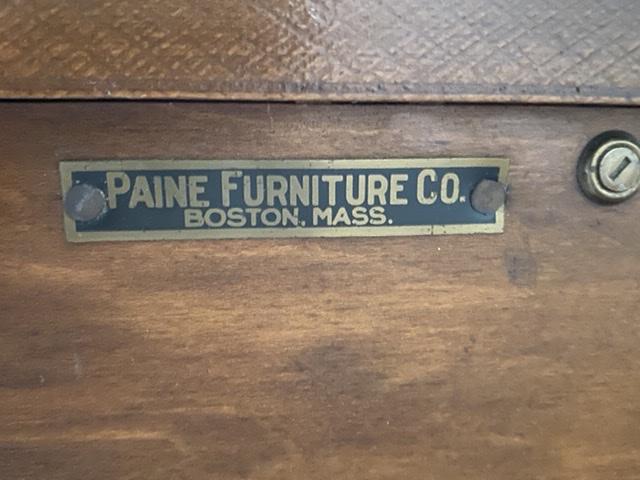 PAINE FURNITURE CO.
BOSTON, MASS.